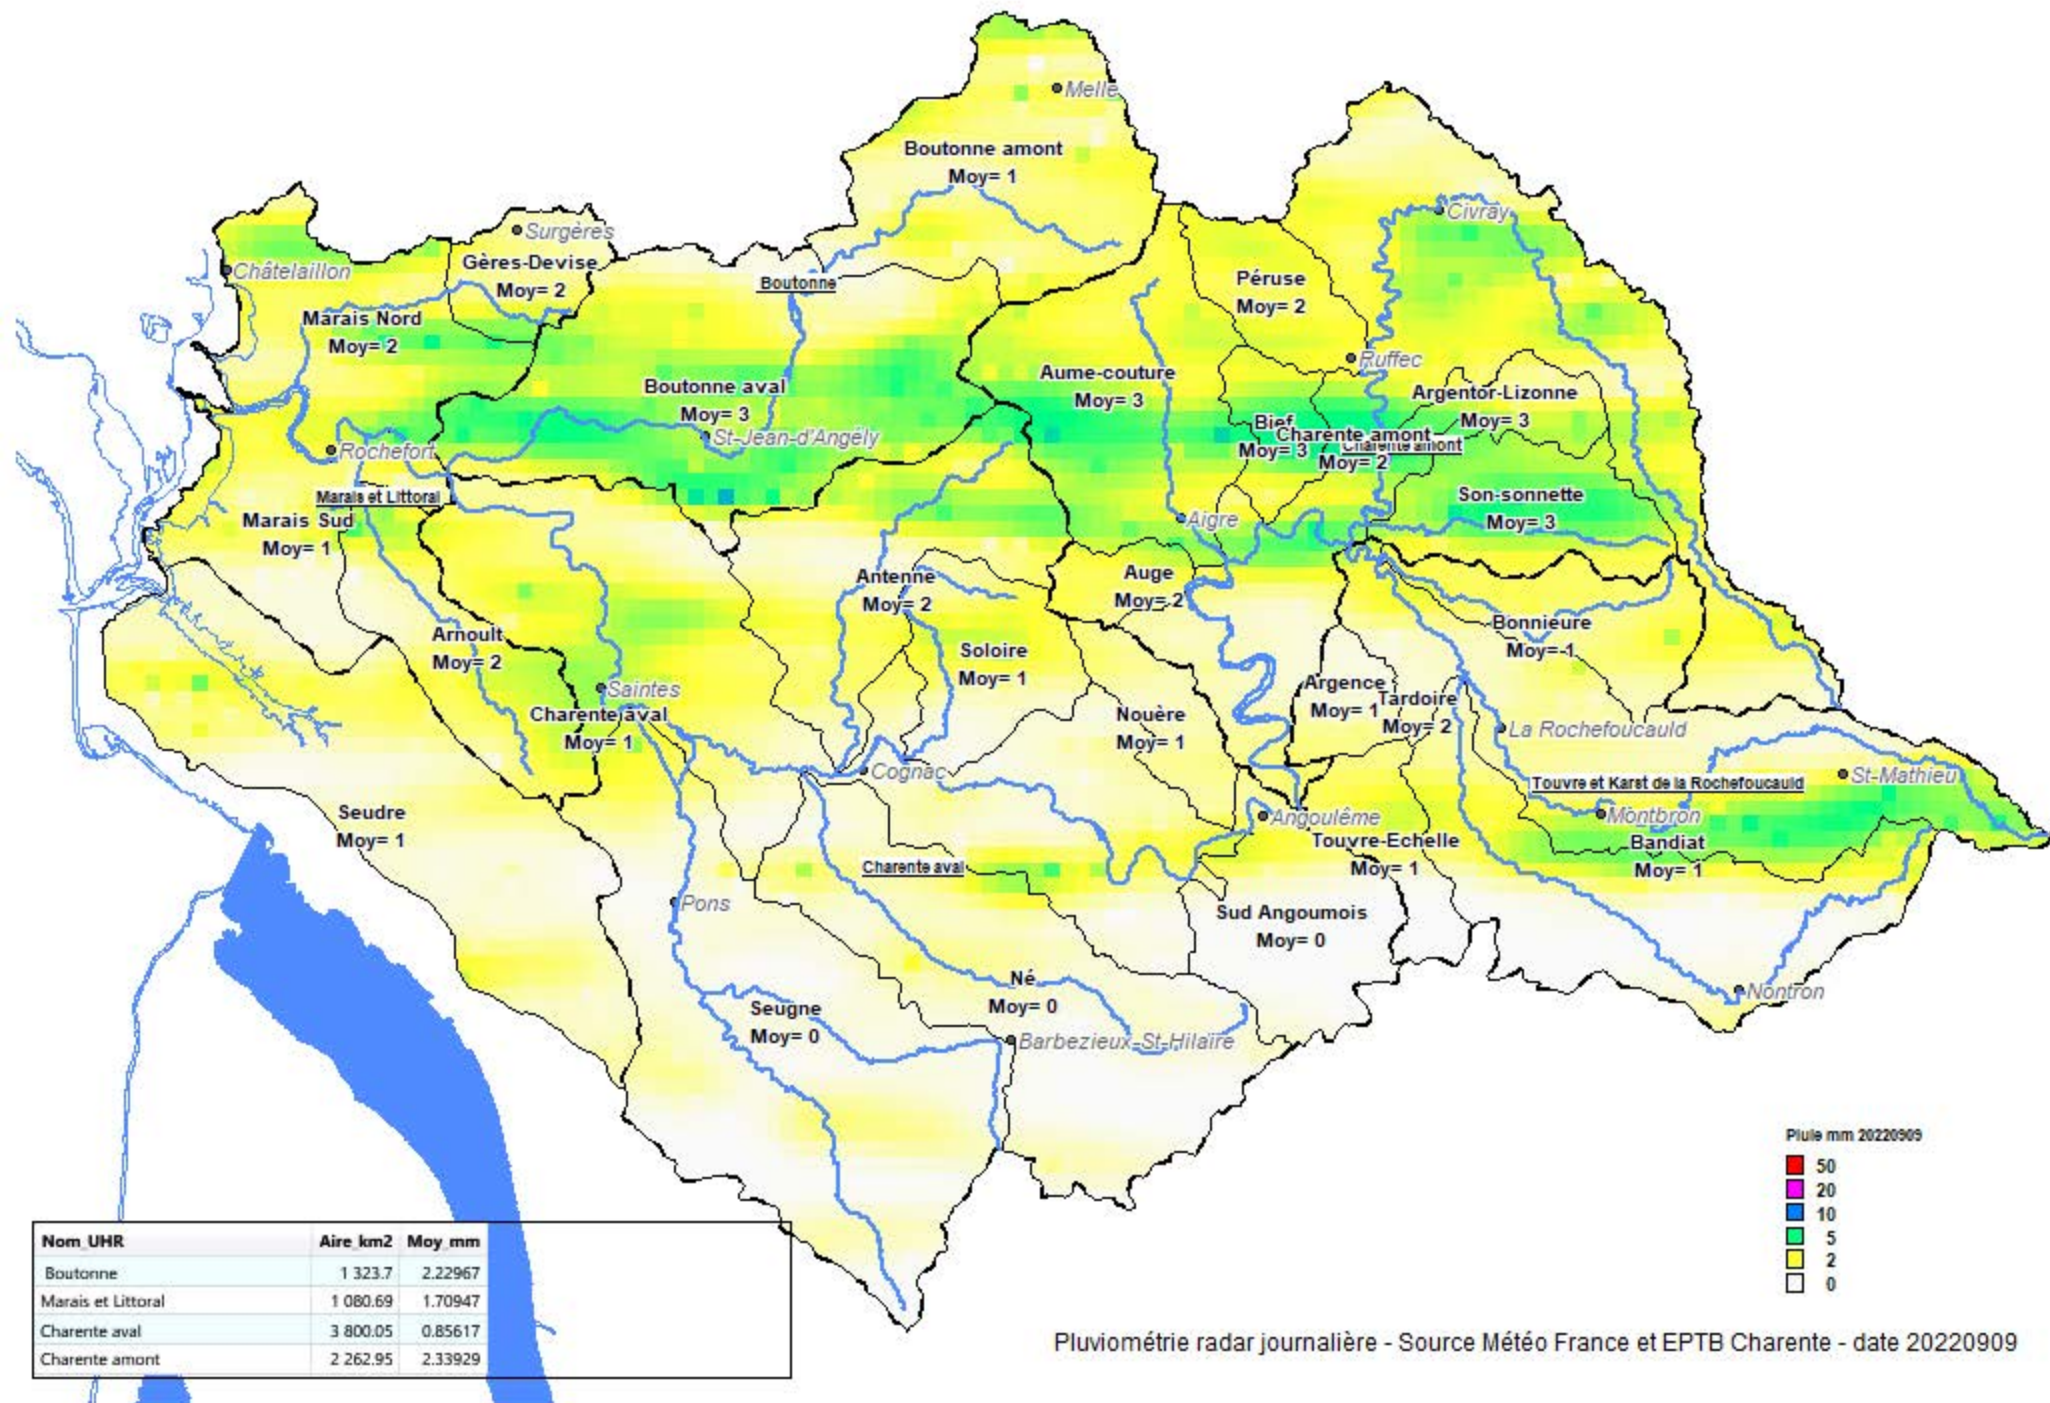 Melle
Boutonne amont
Moy= 1
Civray
Surgères
Châtelaillon
Gères-Devise
Moy= 2
Boutonne
Péruse
Moy= 2
Marais Nord
Moy= 2
Ruffec
Boutonne aval
Moy= 3
Aume-couture
Moy= 3
Argentor-Lizonne
Moy= 3
Bief
Moy= 3
Charente amont
Moy= 2
Charente amont
St-Jean-d'Angély
Rochefort
Marais et Littoral
Marais Sud
Moy= 1
Son-sonnette
Moy= 3
Aigre
Antenne
Moy= 2
Auge
Moy= 2
Bonnieure
Moy= 1
Arnoult
Moy= 2
Soloire
Moy= 1
Saintes
Charente aval
Moy= 1
Nouère
Moy= 1
Argence
Moy= 1
Tardoire
Moy= 2
La Rochefoucauld
Cognac
St-Mathieu
Touvre et Karst de la Rochefoucauld
Seudre
Moy= 1
Angoulême
Montbron
Touvre-Echelle
Moy= 1
Bandiat
Moy= 1
Charente aval
Pons
Sud Angoumois
Moy= 0
Né
Moy= 0
Nontron
Seugne
Moy= 0
Barbezieux-St-Hilaire
Pluie mm 20220909
50
20
10
5
2
0
Nom_UHR Aire_km2 Moy_mm
Boutonne 1 323.7 2.22967
Marais et Littoral 1 080.69 1.70947
Charente aval 3 800.05 0.85617
Charente amont 2 262.95 2.33929
Pluviométrie radar journalière - Source Météo France et EPTB Charente - date 20220909